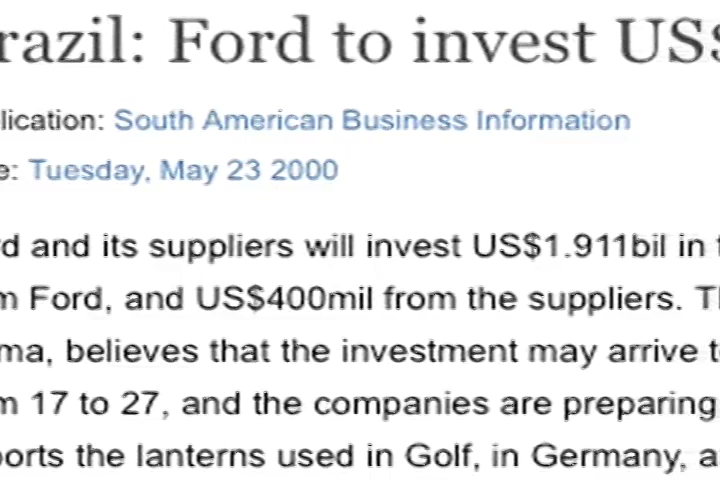 razil: Ford to invest US$
lication: South American Business Information
e: Tuesday, May 23 2000
d and its suppliers will invest US$1.911bil in t
m Ford, and US$400mil from the suppliers. Th
ma, believes that the investment may arrive to
m 17 to 27, and the companies are preparing
ports the lanterns used in Golf, in Germany, a